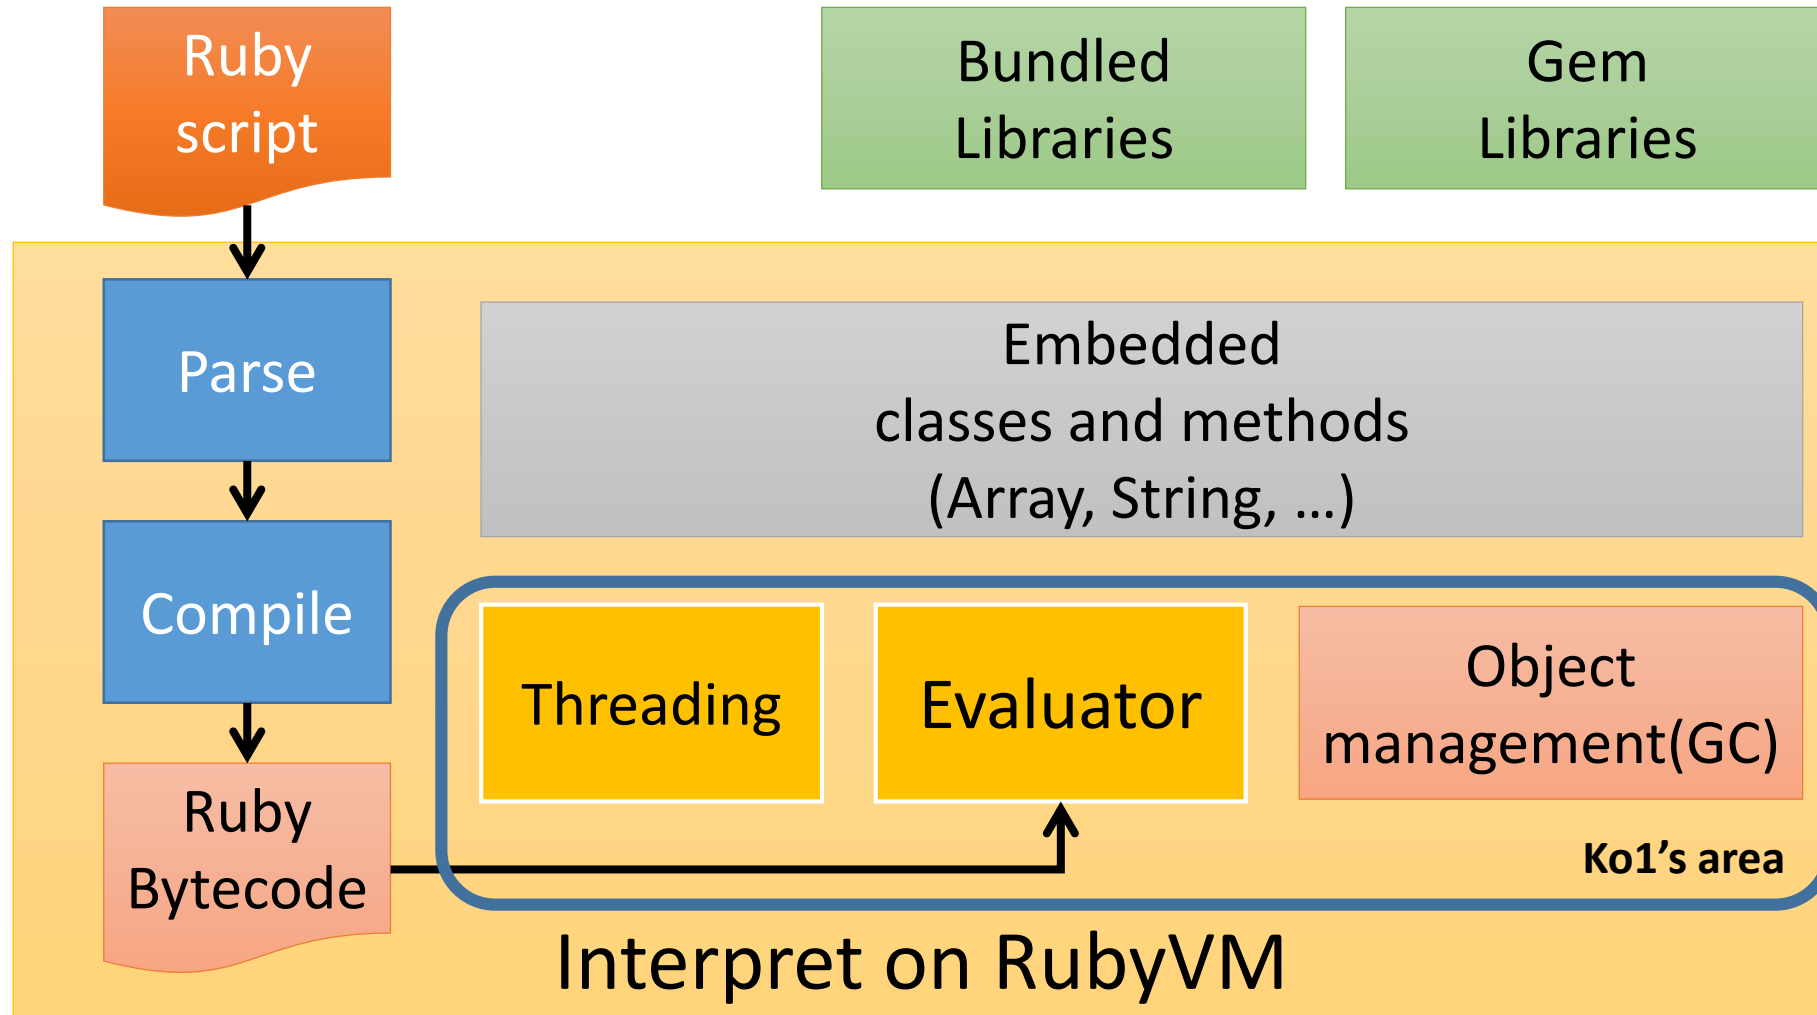 Ruby
script
Bundled
Libraries
Gem
Libraries
Parse
Embedded
classes and methods
(Array, String, …)
Compile
Threading
Evaluator
Object
management(GC)
Ruby
Bytecode
Ko1’s area
Interpret on RubyVM